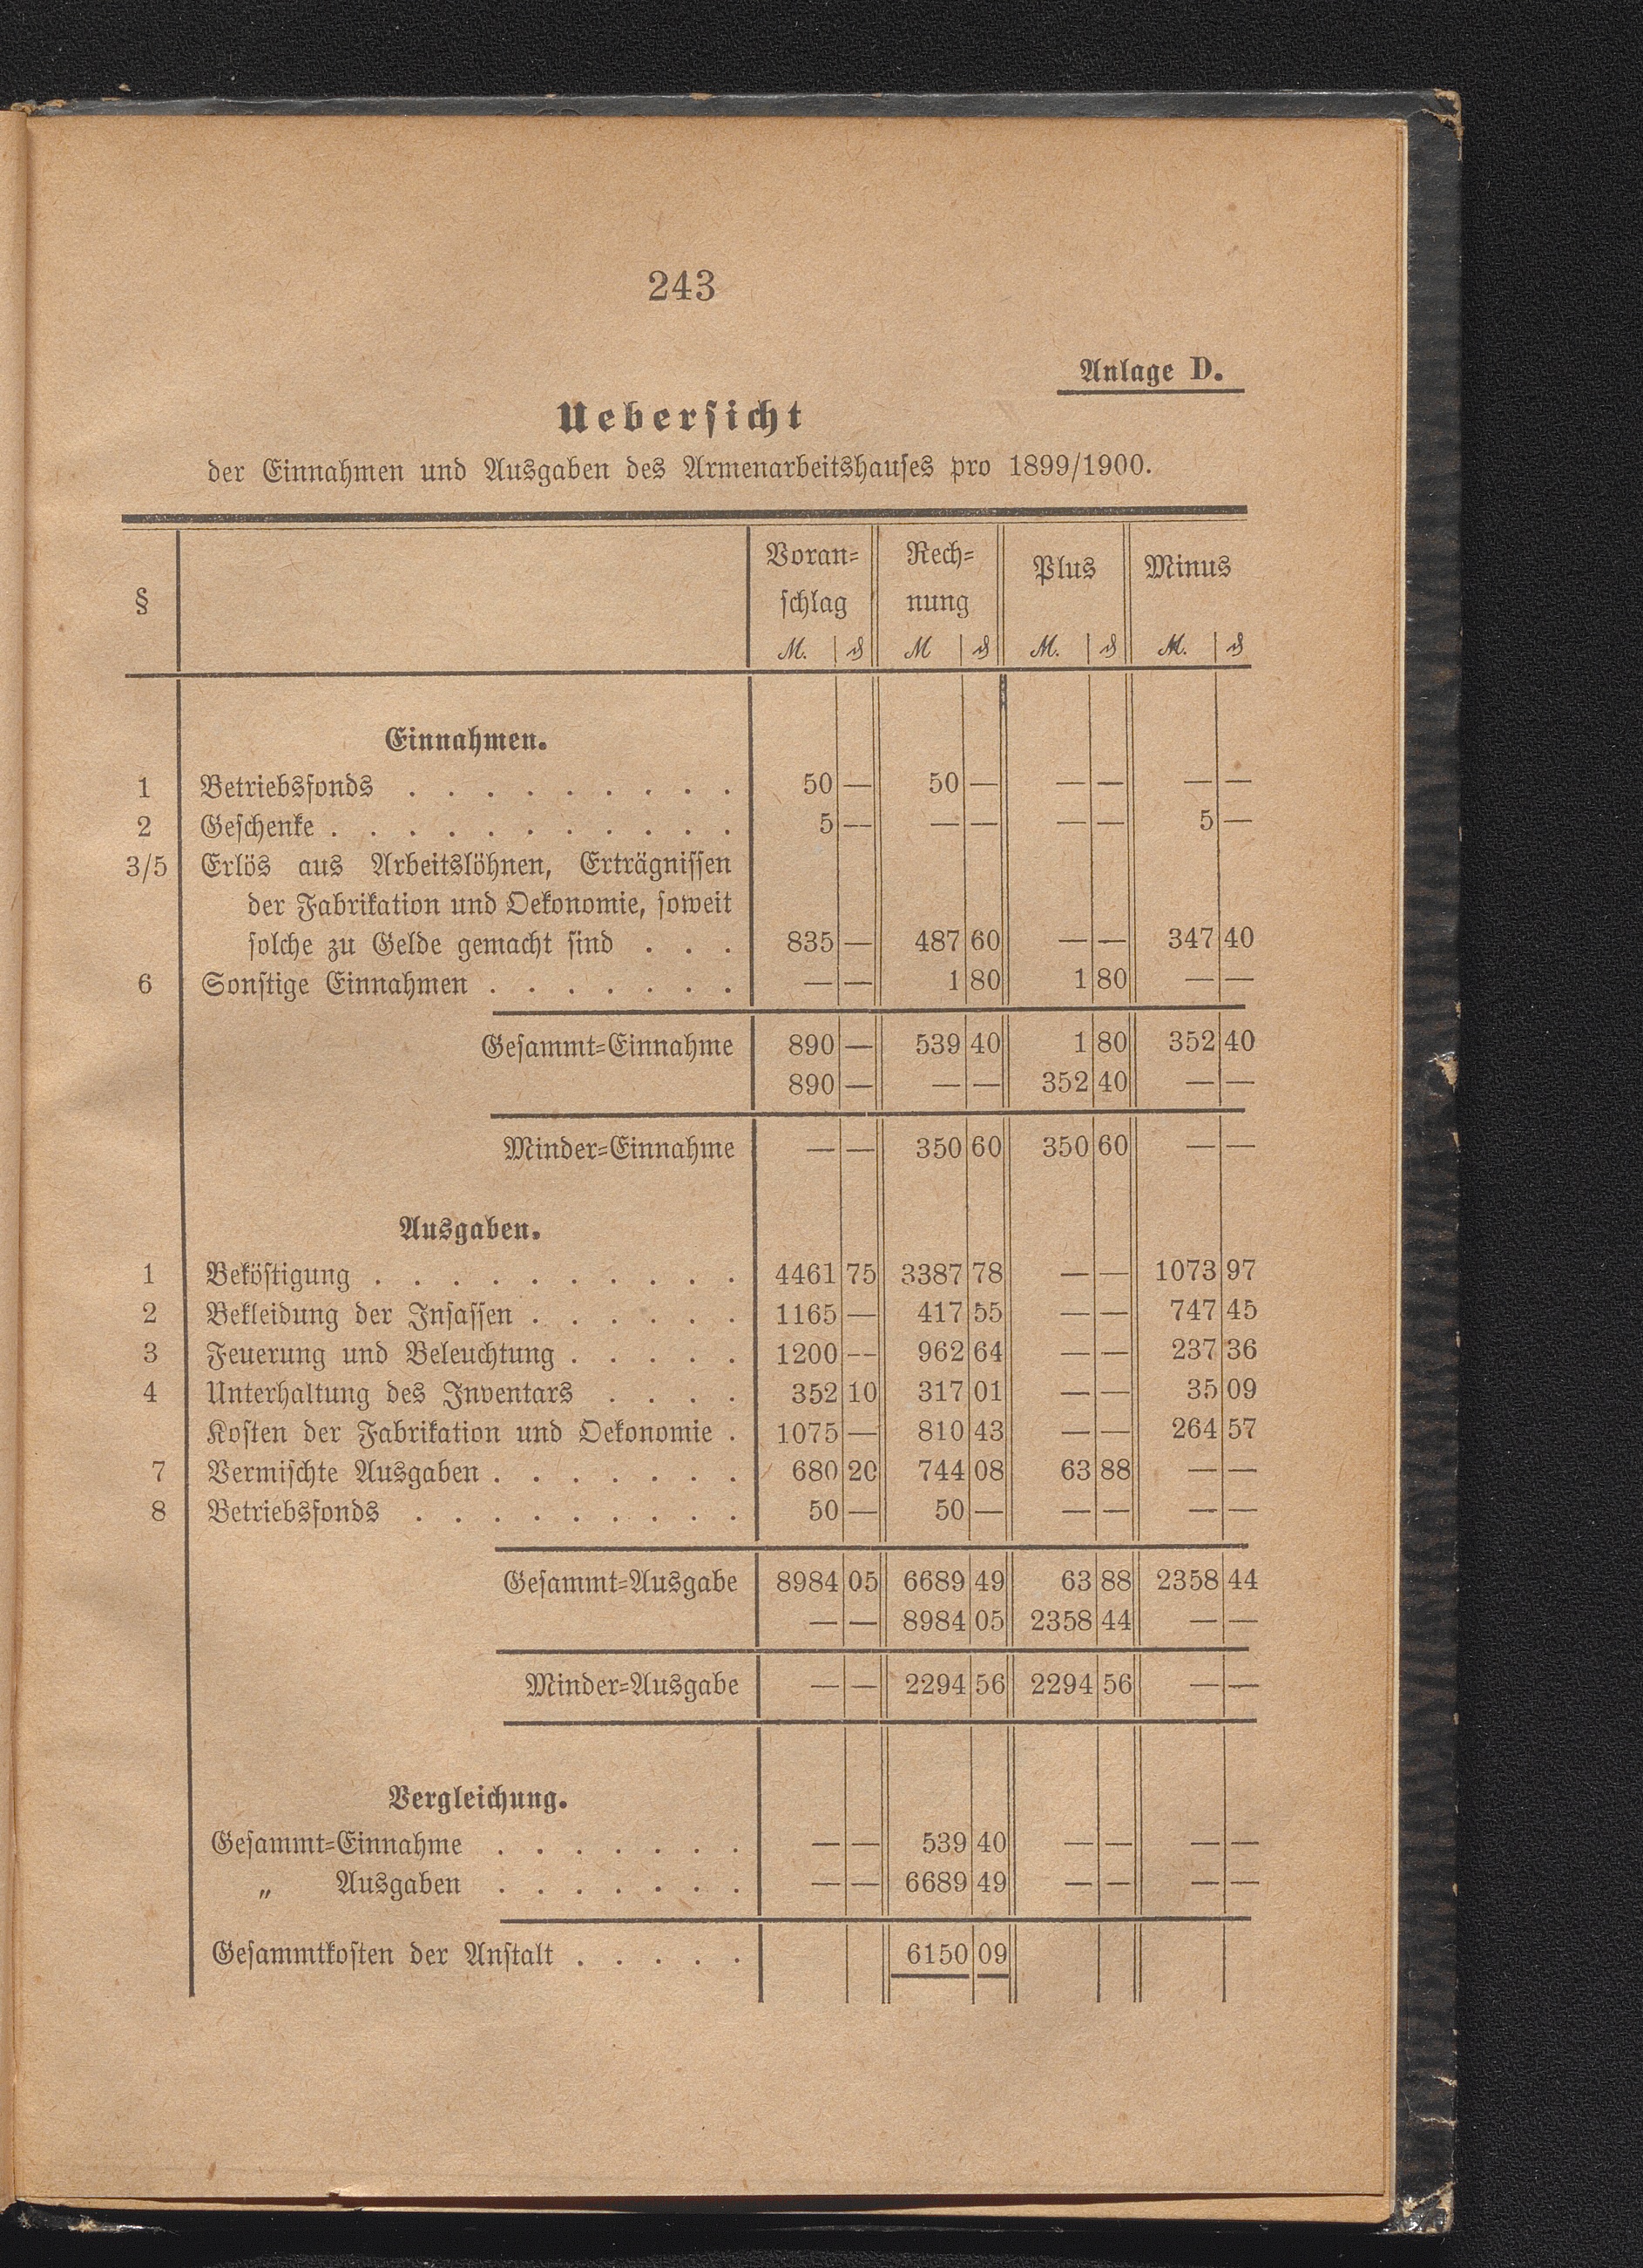 243
Anlage D.
Uebersicht
der Einnahmen und Ausgaben des Armenarbeitshauses pro 1899/1900.
§ Voran- Rech- Plus Minus
schlag nung
M. ₰ M ₰ M. ₰ M. ₰
Einnahmen.
1 Betriebsfonds . . . . . . . . . 50 — 50 — — — — —
2 Geschenke . . . . . . . . . . . 5 — — — — — 5 —
3/5 Erlös aus Arbeitslöhnen, Erträgnissen
der Fabrikation und Oekonomie, soweit
solche zu Gelde gemacht sind . . . 835 — 487 60 — — 347 40
6 Sonstige Einnahmen . . . . . . . — — 1 80 1 80 — —
Gesammt-Einnahme 890 — 539 40 1 80 352 40
890 — — — 352 40 — —
Minder-Einnahme — — 350 60 350 60 — —
Ausgaben.
1 Beköstigung . . . . . . . . . . 4461 75 3387 78 — — 1073 97
2 Bekleidung der Insassen . . . . . . 1165 — 417 55 — — 747 45
3 Feuerung und Beleuchtung . . . . . 1200 — 962 64 — — 237 36
4 Unterhaltung des Inventars . . . . 352 10 317 01 — — 35 09
Kosten der Fabrikation und Oekonomie . 1075 — 810 43 — — 264 57
7 Vermischte Ausgaben . . . . . . . 680 20 744 08 63 88 — —
8 Betriebsfonds . . . . . . . . . 50 — 50 — — — — —
Gesammt-Ausgabe 8984 05 6689 49 63 88 2358 44
— — 8984 05 2358 44 — —
Minder-Ausgabe — — 2294 56 2294 56 — —
Vergleichung.
Gesammt-Einnahme . . . . . . . — — 539 40 — — — —
„ Ausgaben . . . . . . . — — 6689 49 — — — —
Gesammtkosten der Anstalt . . . . . 6150 09